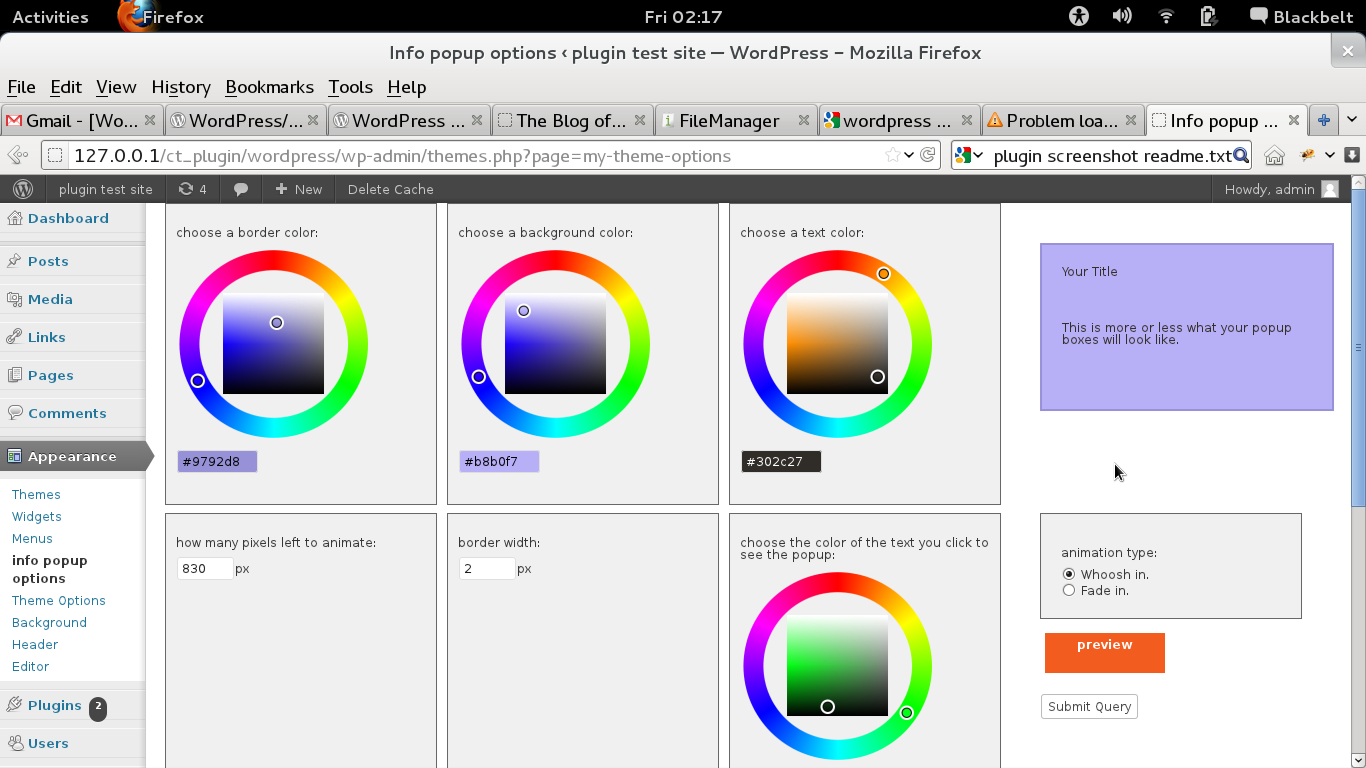 Activities Firefox Fri 02:17 Blackbelt
Info popup options ‹ plugin test site — WordPress - Mozilla Firefox
File Edit View History Bookmarks Tools Help
Gmail - [Wo... WordPress/... WordPress ... The Blog of... FileManager wordpress ... Problem loa... Info popup ...
127.0.0.1/ct_plugin/wordpress/wp-admin/themes.php?page=my-theme-options plugin screenshot readme.txt
plugin test site 4 + New Delete Cache Howdy, admin
Dashboard
Posts
Media
Links
Pages
Comments
Appearance
Themes
Widgets
Menus
info popup
options
Theme Options
Background
Header
Editor
Plugins 2
Users
choose a border color:
#9792d8
choose a background color:
#b8b0f7
choose a text color:
#302c27
Your Title
This is more or less what your popup
boxes will look like.
how many pixels left to animate:
830 px
border width:
2 px
choose the color of the text you click to
see the popup:
animation type:
Whoosh in.
Fade in.
preview
Submit Query